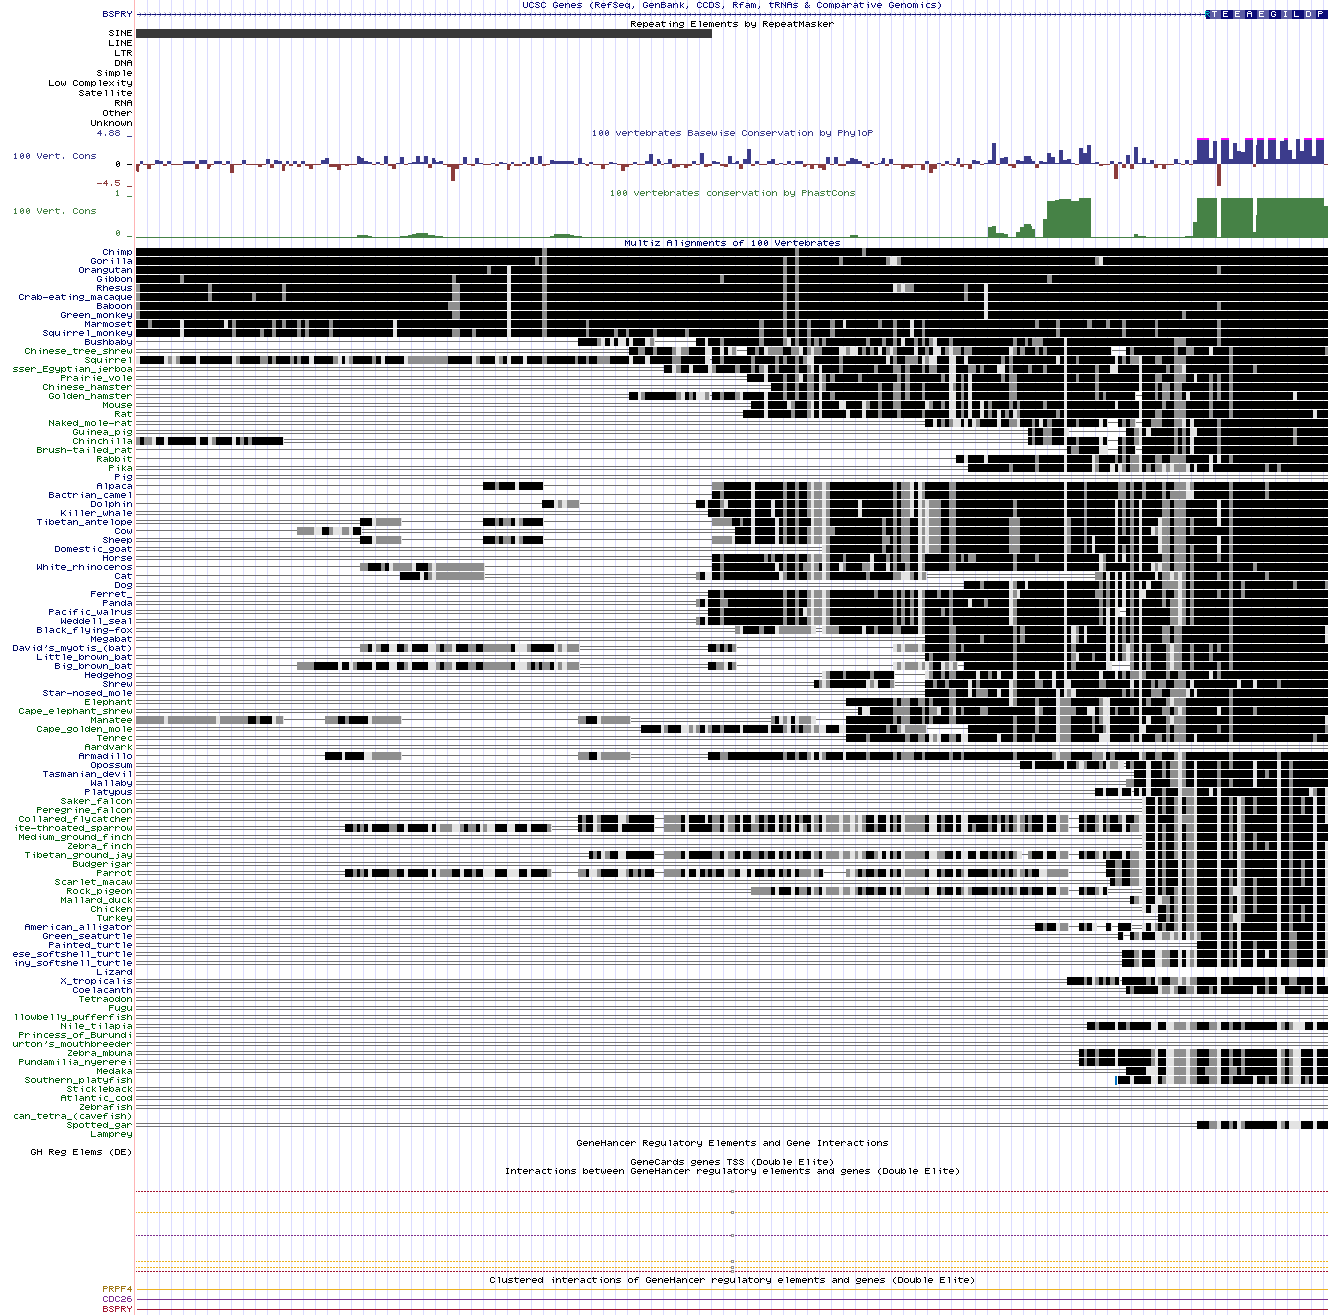 UCSC Genes (RefSeq, GenBank, CCDS, Rfam, tRNAs & Comparative Genomics)
BSPRY
T E E A E G I L D P
Repeating Elements by RepeatMasker
SINE
LINE
LTR
DNA
Simple
Low Complexity
Satellite
RNA
Other
Unknown
4.88 _
100 vertebrates Basewise Conservation by PhyloP
100 Vert. Cons
0 _
-4.5 _
1 _
100 vertebrates conservation by PhastCons
100 Vert. Cons
0 _
Multiz Alignments of 100 Vertebrates
Chimp
Gorilla
Orangutan
Gibbon
Rhesus
Crab-eating_macaque
Baboon
Green_monkey
Marmoset
Squirrel_monkey
Bushbaby
Chinese_tree_shrew
Squirrel
sser_Egyptian_jerboa
Prairie_vole
Chinese_hamster
Golden_hamster
Mouse
Rat
Naked_mole-rat
Guinea_pig
Chinchilla
Brush-tailed_rat
Rabbit
Pika
Pig
Alpaca
Bactrian_camel
Dolphin
Killer_whale
Tibetan_antelope
Cow
Sheep
Domestic_goat
Horse
White_rhinoceros
Cat
Dog
Ferret_
Panda
Pacific_walrus
Weddell_seal
Black_flying-fox
Megabat
David's_myotis_(bat)
Little_brown_bat
Big_brown_bat
Hedgehog
Shrew
Star-nosed_mole
Elephant
Cape_elephant_shrew
Manatee
Cape_golden_mole
Tenrec
Aardvark
Armadillo
Opossum
Tasmanian_devil
Wallaby
Platypus
Saker_falcon
Peregrine_falcon
Collared_flycatcher
ite-throated_sparrow
Medium_ground_finch
Zebra_finch
Tibetan_ground_jay
Budgerigar
Parrot
Scarlet_macaw
Rock_pigeon
Mallard_duck
Chicken
Turkey
American_alligator
Green_seaturtle
Painted_turtle
ese_softshell_turtle
iny_softshell_turtle
Lizard
X_tropicalis
Coelacanth
Tetraodon
Fugu
llowbelly_pufferfish
Nile_tilapia
Princess_of_Burundi
urton's_mouthbreeder
Zebra_mbuna
Pundamilia_nyererei
Medaka
Southern_platyfish
Stickleback
Atlantic_cod
Zebrafish
can_tetra_(cavefish)
Spotted_gar
Lamprey
GeneHancer Regulatory Elements and Gene Interactions
GH Reg Elems (DE)
GeneCards genes TSS (Double Elite)
Interactions between GeneHancer regulatory elements and genes (Double Elite)
Clustered interactions of GeneHancer regulatory elements and genes (Double Elite)
PRPF4
CDC26
BSPRY